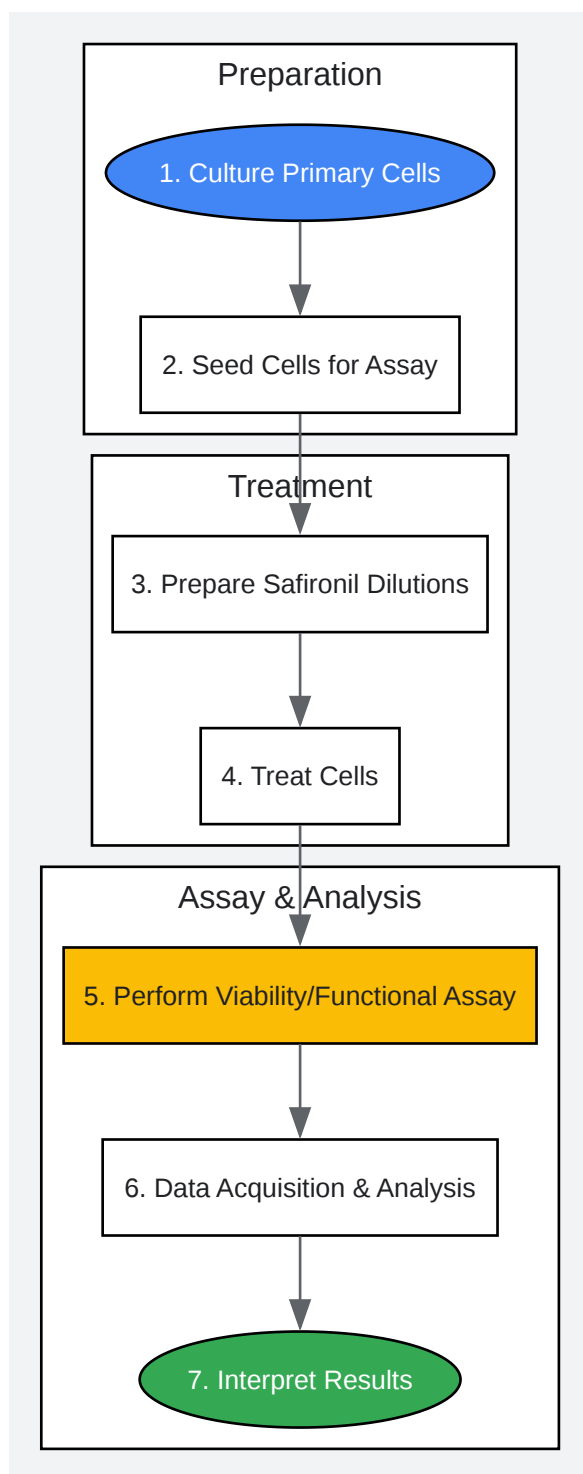 Preparation
1. Culture Primary Cells
2. Seed Cells for Assay
Treatment
3. Prepare Safironil Dilutions
4. Treat Cells
Assay & Analysis
5. Perform Viability/Functional Assay
6. Data Acquisition & Analysis
7. Interpret Results